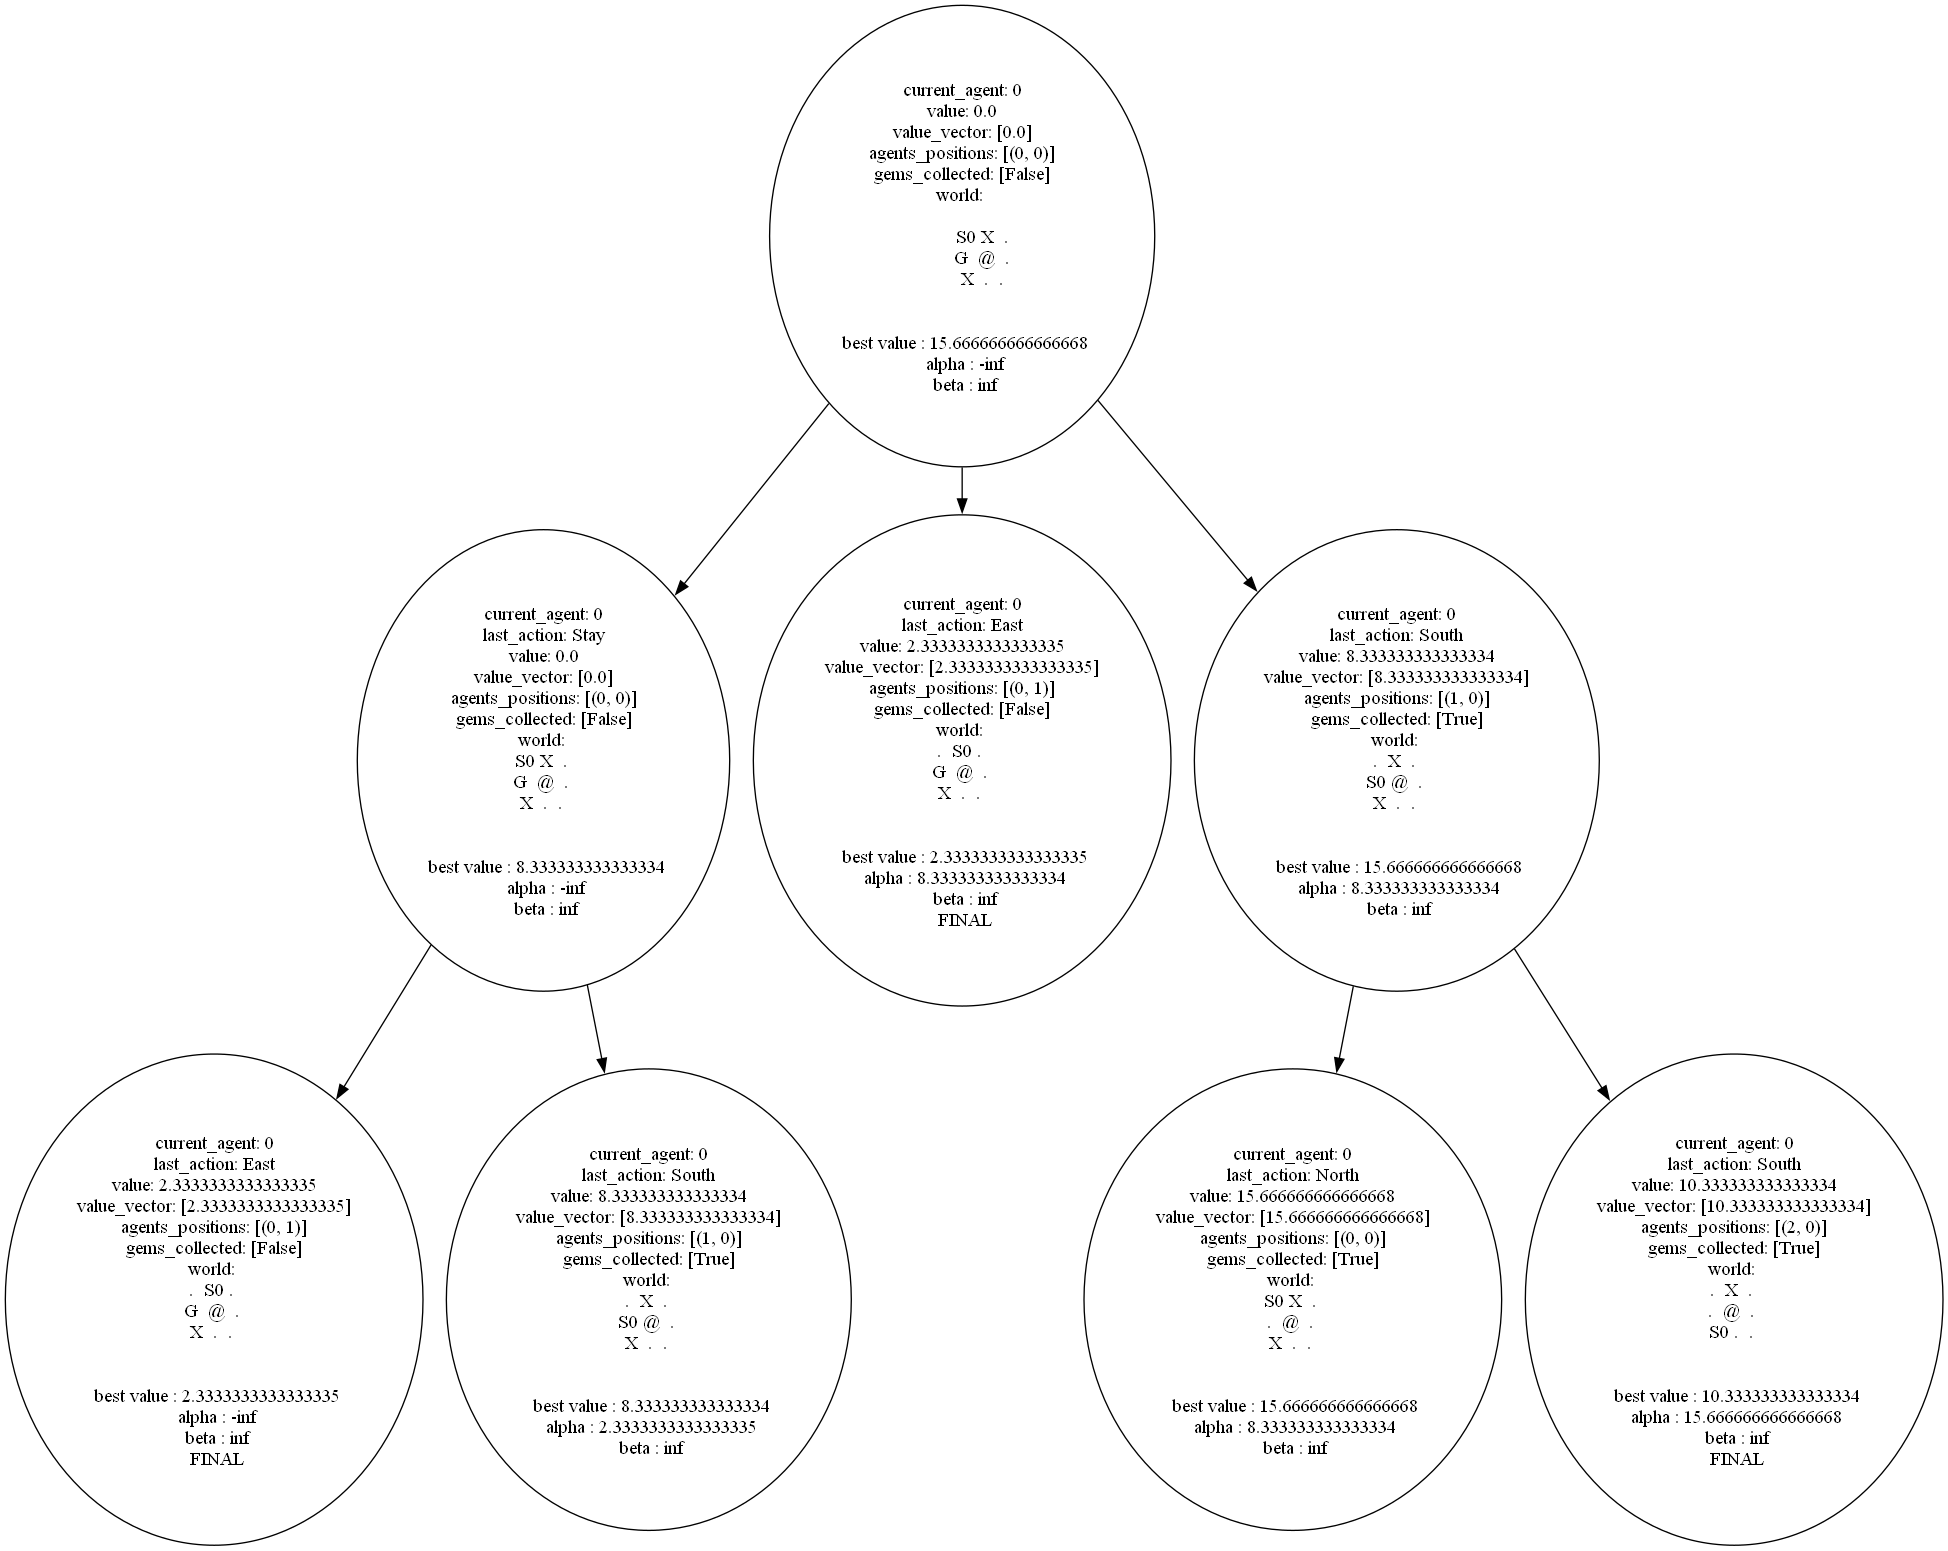 current_agent: 0
value: 0.0
value_vector: [0.0]
agents_positions: [(0, 0)]
gems_collected: [False]
world:
S0 X .
G @ .
X . .
best value : 15.666666666666668
alpha : -inf
beta : inf
current_agent: 0
last_action: Stay
value: 0.0
value_vector: [0.0]
agents_positions: [(0, 0)]
gems_collected: [False]
world:
S0 X .
G @ .
X . .
best value : 8.333333333333334
alpha : -inf
beta : inf
current_agent: 0
last_action: East
value: 2.3333333333333335
value_vector: [2.3333333333333335]
agents_positions: [(0, 1)]
gems_collected: [False]
world:
. S0 .
G @ .
X . .
best value : 2.3333333333333335
alpha : 8.333333333333334
beta : inf
FINAL
current_agent: 0
last_action: South
value: 8.333333333333334
value_vector: [8.333333333333334]
agents_positions: [(1, 0)]
gems_collected: [True]
world:
. X .
S0 @ .
X . .
best value : 15.666666666666668
alpha : 8.333333333333334
beta : inf
current_agent: 0
last_action: East
value: 2.3333333333333335
value_vector: [2.3333333333333335]
agents_positions: [(0, 1)]
gems_collected: [False]
world:
. S0 .
G @ .
X . .
best value : 2.3333333333333335
alpha : -inf
beta : inf
FINAL
current_agent: 0
last_action: South
value: 8.333333333333334
value_vector: [8.333333333333334]
agents_positions: [(1, 0)]
gems_collected: [True]
world:
. X .
S0 @ .
X . .
best value : 8.333333333333334
alpha : 2.3333333333333335
beta : inf
current_agent: 0
last_action: North
value: 15.666666666666668
value_vector: [15.666666666666668]
agents_positions: [(0, 0)]
gems_collected: [True]
world:
S0 X .
. @ .
X . .
best value : 15.666666666666668
alpha : 8.333333333333334
beta : inf
current_agent: 0
last_action: South
value: 10.333333333333334
value_vector: [10.333333333333334]
agents_positions: [(2, 0)]
gems_collected: [True]
world:
. X .
. @ .
S0 . .
best value : 10.333333333333334
alpha : 15.666666666666668
beta : inf
FINAL